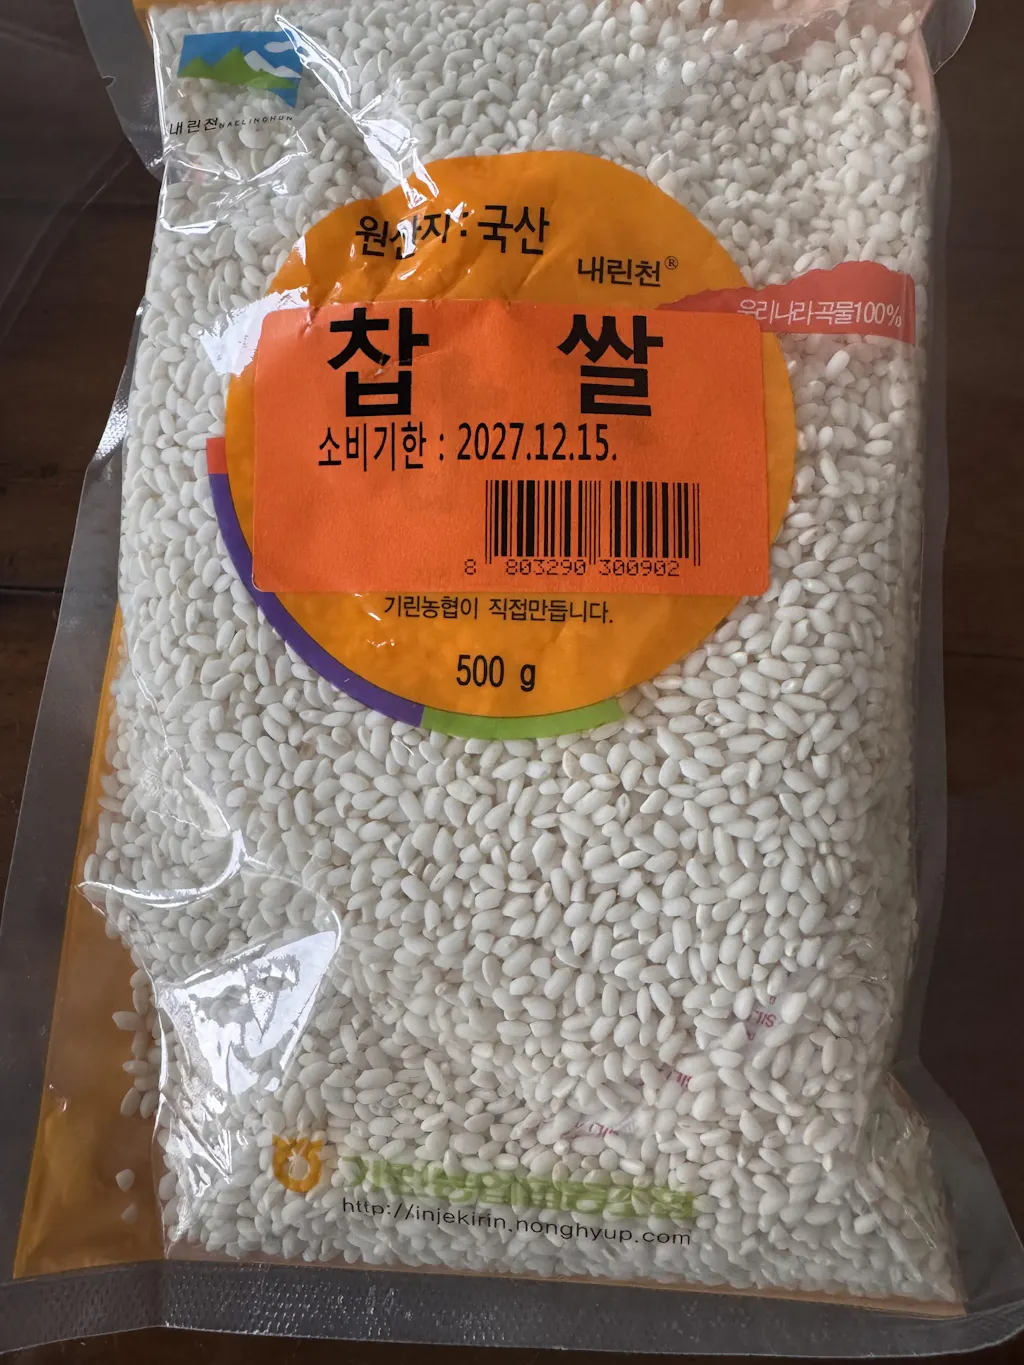 내린천 NAELINCHUN
원산지 : 국산
내린천®
우리나라곡물100%
찹 쌀
소비기한 : 2027.12.15.
8 803290 300902
기린농협이 직접만듭니다.
500 g
http://injekirin.nonghyup.com